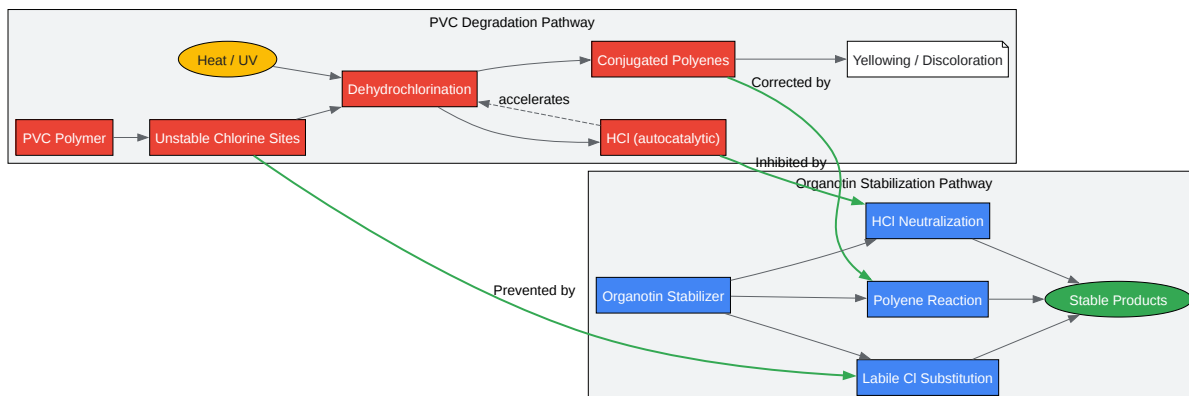 PVC Degradation Pathway
Heat / UV
Conjugated Polyenes
Yellowing / Discoloration
Dehydrochlorination
Corrected by
accelerates
PVC Polymer
Unstable Chlorine Sites
HCl (autocatalytic)
Inhibited by
Organotin Stabilization Pathway
HCl Neutralization
Prevented by
Organotin Stabilizer
Polyene Reaction
Stable Products
Labile Cl Substitution